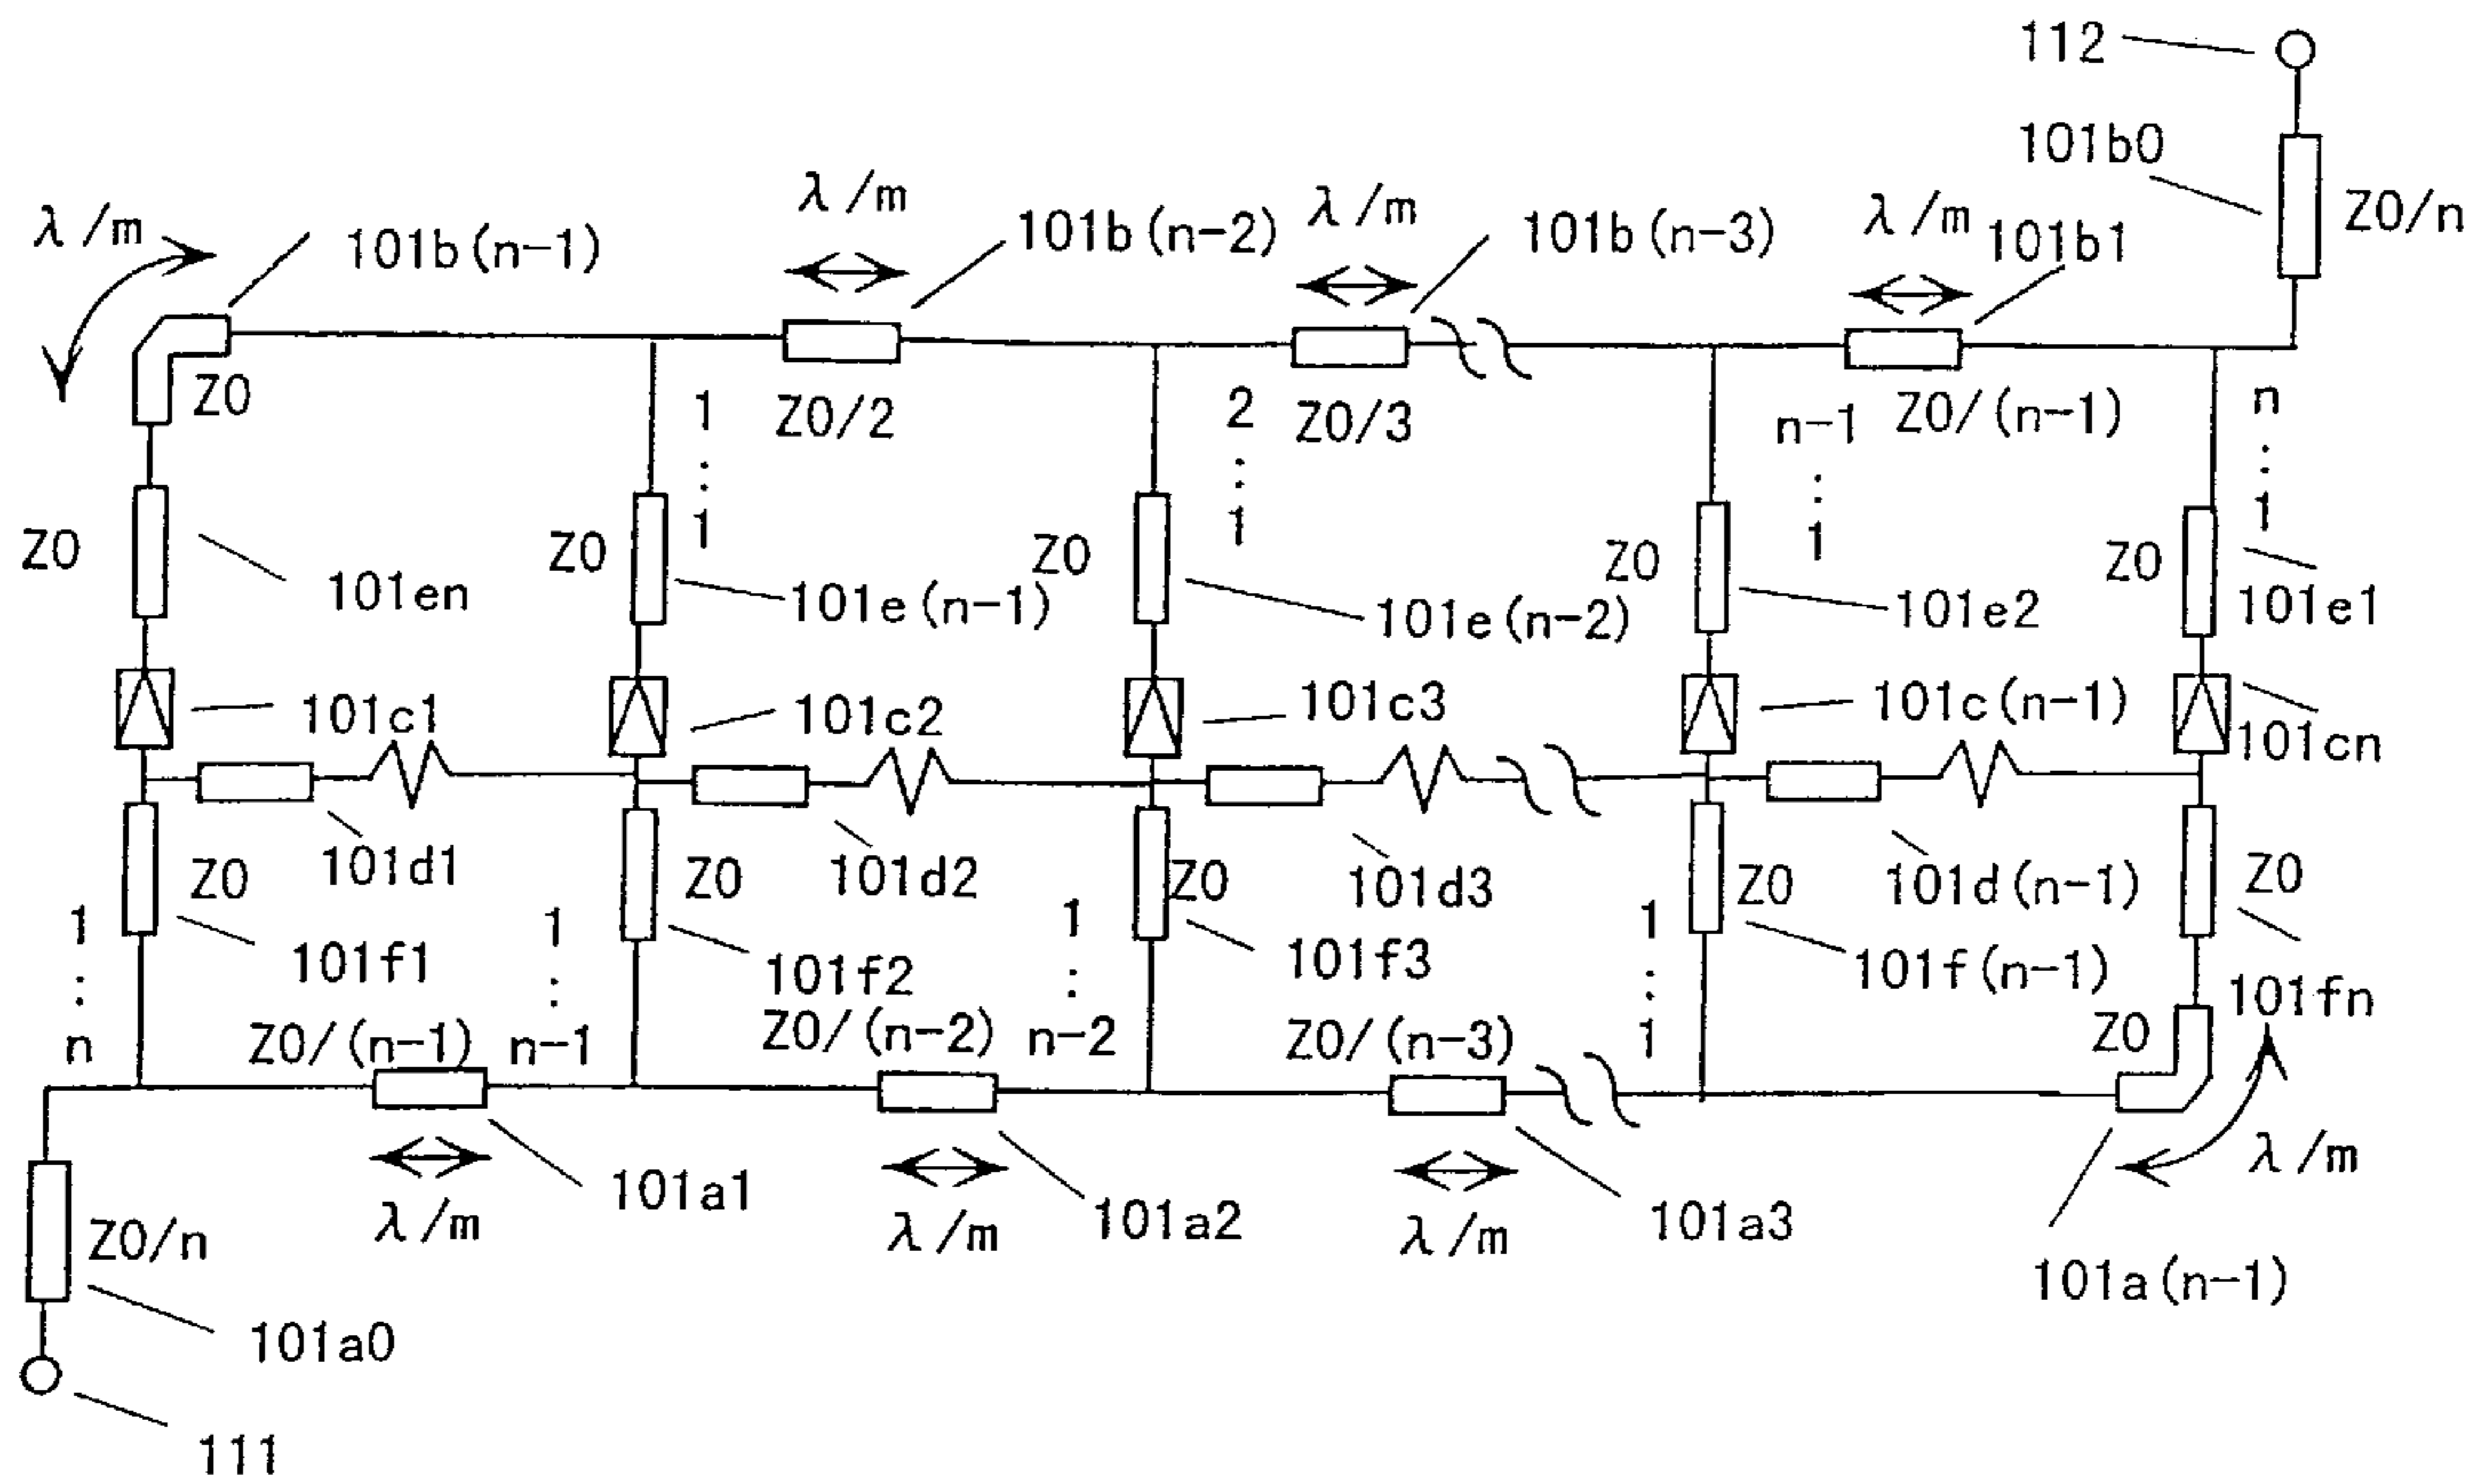 112
101b0
Z0/n
λ/m
101b(n-1)
λ/m
101b(n-2)
λ/m
101b(n-3)
λ/m
101b1
Z0
1
:
1
Z0/2
2
:
1
Z0/3
n-1
:
1
Z0/(n-1)
n
:
1
Z0
101en
Z0
101e(n-1)
Z0
101e(n-2)
Z0
101e2
Z0
101e1
101c1
101c2
101c3
101c(n-1)
101cn
101d1
101d2
101d3
101d(n-1)
Z0
Z0
Z0
Z0
Z0
101f1
101f2
101f3
101f(n-1)
101fn
1
:
n
1
:
n-1
1
:
n-2
1
:
1
Z0/(n-1)
Z0/(n-2)
Z0/(n-3)
Z0
λ/m
101a1
λ/m
101a2
λ/m
101a3
λ/m
101a(n-1)
Z0/n
101a0
111